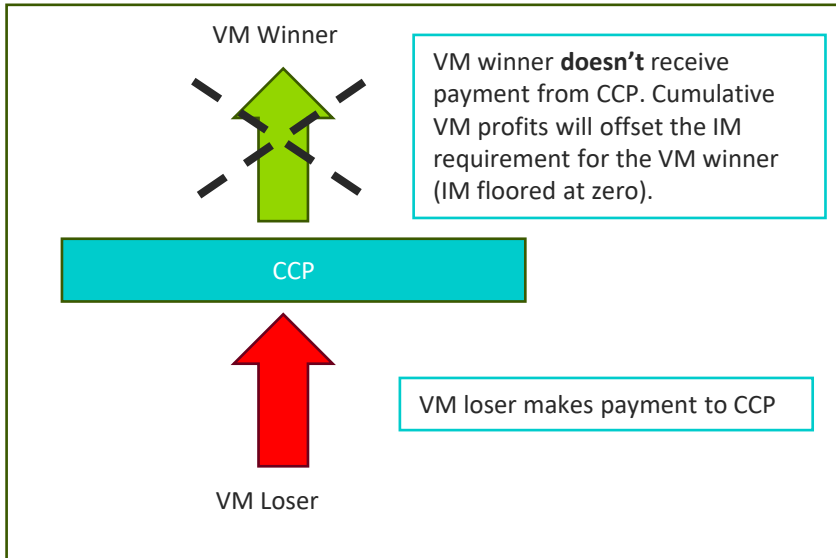 VM Winner
VM winner doesn't receive
payment from CCP. Cumulative
VM profits will offset the IM
requirement for the VM winner
(IM floored at zero).
CCP
VM loser makes payment to CCP
VM Loser